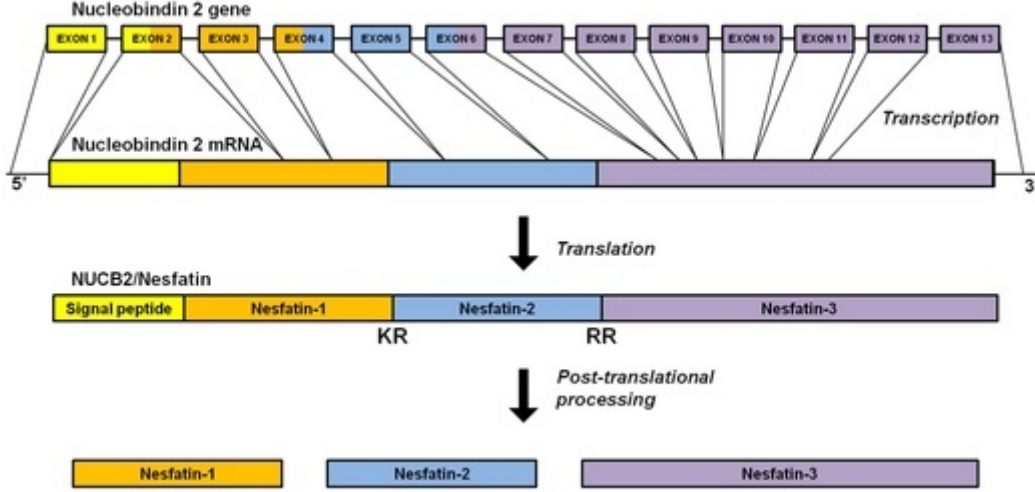 Nucleobindin 2 gene
EXON 1 EXON 2 EXON 3 EXON 4 EXON 5 EXON 6 EXON 7 EXON 8 EXON 9 EXON 10 EXON 11 EXON 12 EXON 13
Transcription
Nucleobindin 2 mRNA
5' 3
Translation
NUCB2/Nesfatin
Signal peptide Nesfatin-1 Nesfatin-2 Nesfatin-3
KR RR
Post-translational
processing
Nesfatin-1 Nesfatin-2 Nesfatin-3